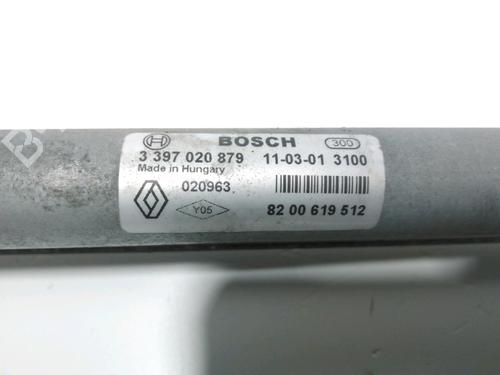 BOSCH 300
3 397 020 879 11-03-01 3100
Made in Hungary
020963
Y05 82 00 619 512